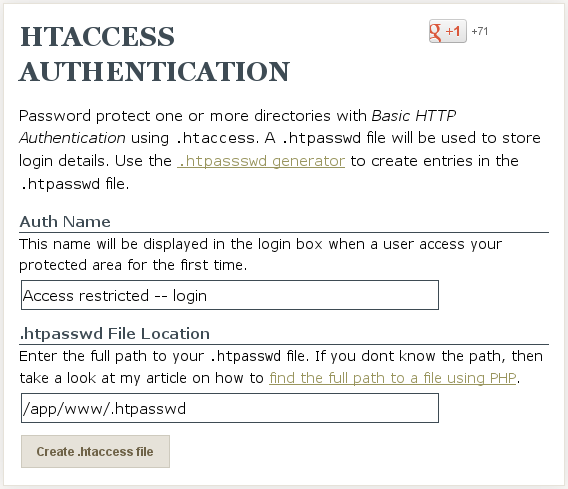 HTACCESS
AUTHENTICATION
g +1 +71
Password protect one or more directories with Basic HTTP
Authentication using .htaccess. A .htpasswd file will be used to store
login details. Use the .htpassswd generator to create entries in the
.htpasswd file.
Auth Name
This name will be displayed in the login box when a user access your
protected area for the first time.
Access restricted -- login
.htpasswd File Location
Enter the full path to your .htpasswd file. If you dont know the path, then
take a look at my article on how to find the full path to a file using PHP.
/app/www/.htpasswd
Create .htaccess file